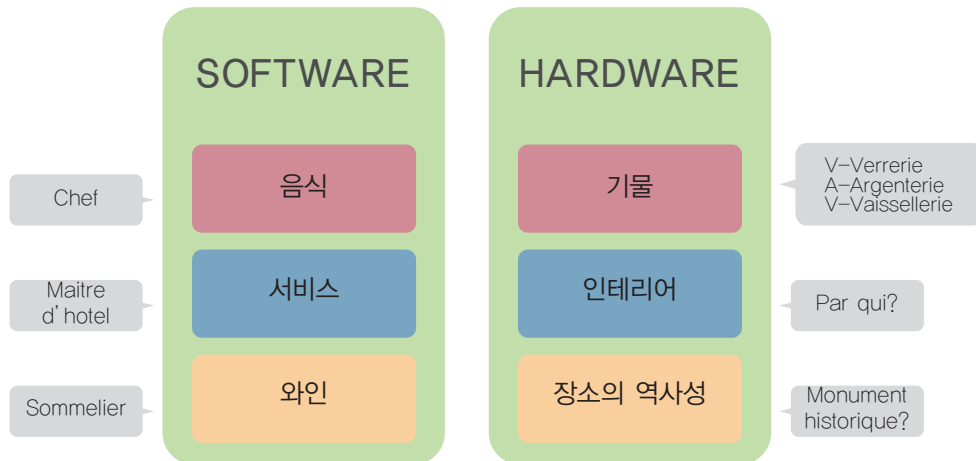 SOFTWARE
Chef
음식
Maitre
d'hotel
서비스
Sommelier
와인
HARDWARE
기물
V-Verrerie
A-Argenterie
V-Vaissellerie
인테리어
Par qui?
장소의 역사성
Monument
historique?